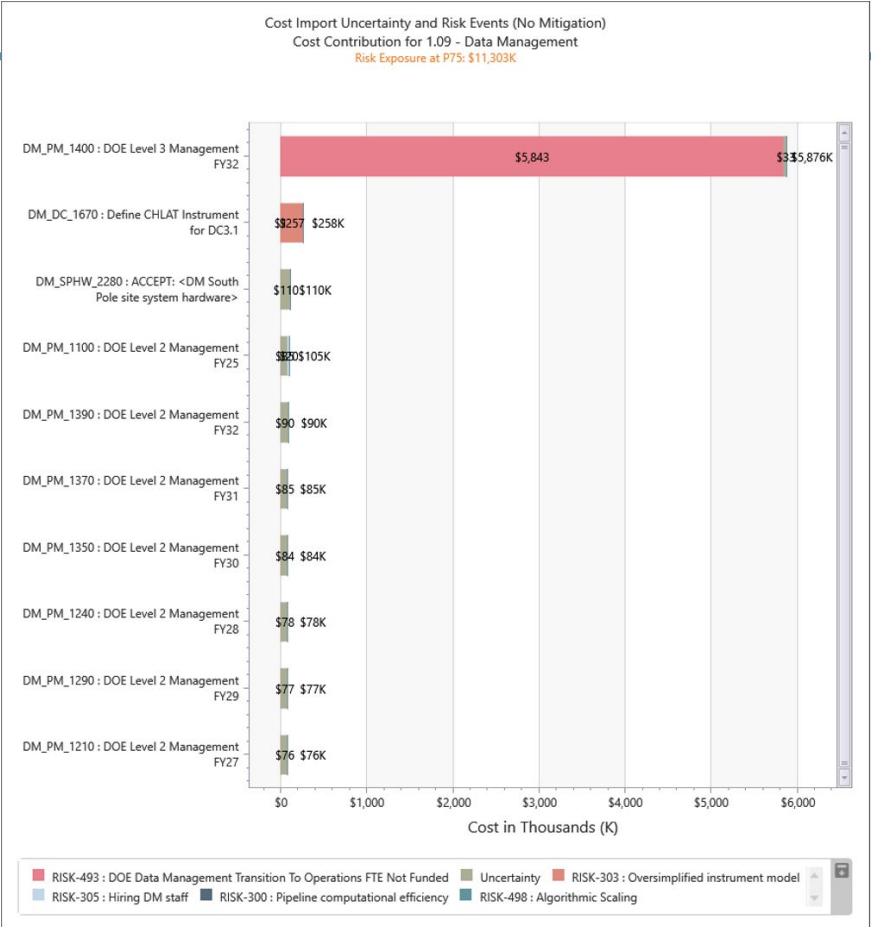 Cost Import Uncertainty and Risk Events (No Mitigation)
Cost Contribution for 1.09 - Data Management
Risk Exposure at P75: $11,303K
DM_PM_1400 : DOE Level 3 Management
FY32
$5,843
$33
$5,876K
DM_DC_1670 : Define CHLAT Instrument
for DC3.1
$257
$258K
DM_SPHW_2280 : ACCEPT: <DM South
Pole site system hardware>
$110
$110K
DM_PM_1100 : DOE Level 2 Management
FY25
$105K
DM_PM_1390 : DOE Level 2 Management
FY32
$90
$90K
DM_PM_1370 : DOE Level 2 Management
FY31
$85
$85K
DM_PM_1350 : DOE Level 2 Management
FY30
$84
$84K
DM_PM_1240 : DOE Level 2 Management
FY28
$78
$78K
DM_PM_1290 : DOE Level 2 Management
FY29
$77
$77K
DM_PM_1210 : DOE Level 2 Management
FY27
$76
$76K
$0
$1,000
$2,000
$3,000
$4,000
$5,000
$6,000
Cost in Thousands (K)
RISK-493 : DOE Data Management Transition To Operations FTE Not Funded
Uncertainty
RISK-303 : Oversimplified instrument model
RISK-305 : Hiring DM staff
RISK-300 : Pipeline computational efficiency
RISK-498 : Algorithmic Scaling